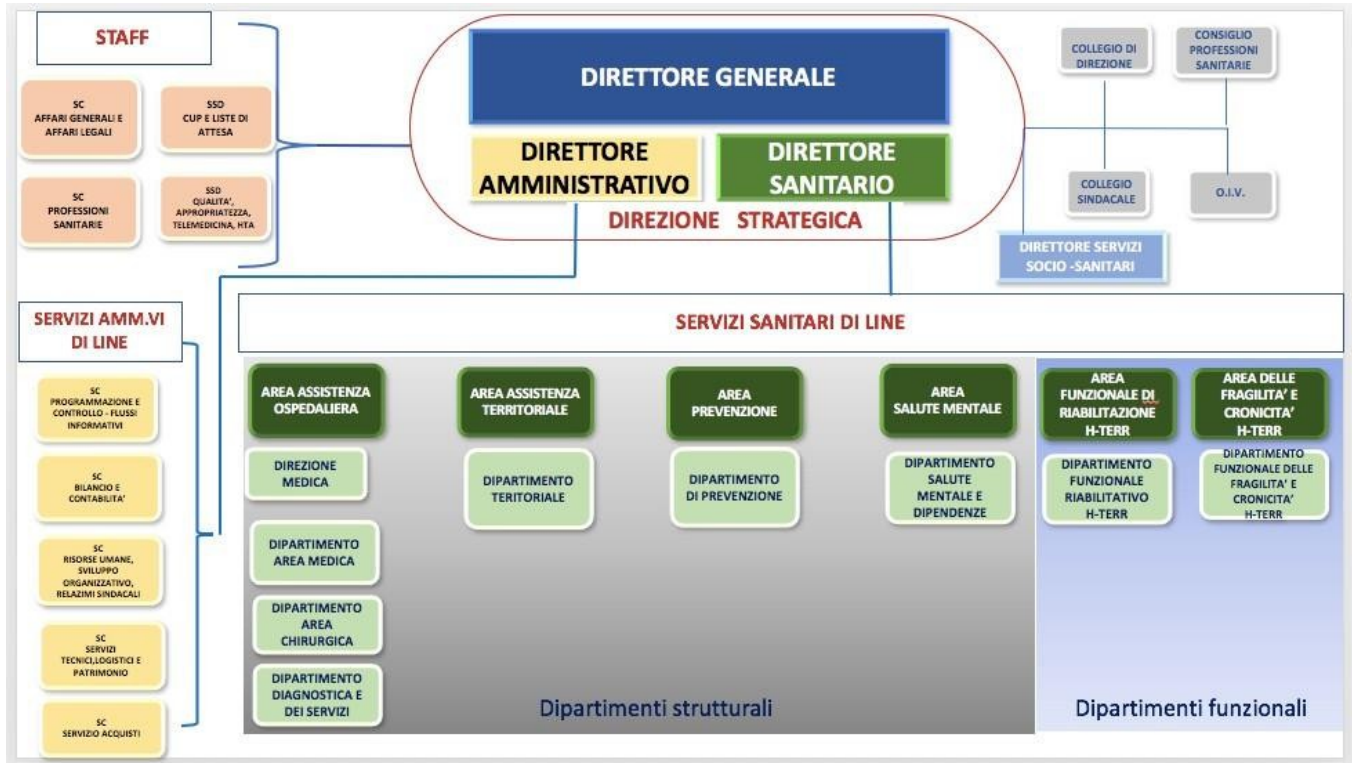 STAFF
SC
AFFARI GENERALI E
AFFARI LEGALI
SSD
CUP E LISTE DI
ATTESA
SC
PROFESSIONI
SANITARIE
SSD
QUALITA',
APPROPRIATEZZA,
TELEMEDICINA, HTA
DIRETTORE GENERALE
DIRETTORE
AMMINISTRATIVO
DIRETTORE
SANITARIO
DIREZIONE STRATEGICA
COLLEGIO DI
DIREZIONE
CONSIGLIO
PROFESSIONI
SANITARIE
COLLEGIO
SINDACALE
O.I.V.
DIRETTORE SERVIZI
SOCIO -SANITARI
SERVIZI AMM.VI
DI LINE
SC
PROGRAMMAZIONE E
CONTROLLO - FLUSSI
INFORMATIVI
SC
BILANCIO E
CONTABILITA'
SC
RISORSE UMANE,
SVILUPPO
ORGANIZZATIVO,
RELAZIMI SINDACALI
SC
SERVIZI
TECNICI,LOGISTICI E
PATRIMONIO
SC
SERVIZIO ACQUISTI
SERVIZI SANITARI DI LINE
AREA ASSISTENZA
OSPEDALIERA
DIREZIONE
MEDICA
DIPARTIMENTO
AREA MEDICA
DIPARTIMENTO
AREA
CHIRURGICA
DIPARTIMENTO
DIAGNOSTICA E
DEI SERVIZI
AREA ASSISTENZA
TERRITORIALE
DIPARTIMENTO
TERITORIALE
AREA
PREVENZIONE
DIPARTIMENTO
DI PREVENZIONE
AREA
SALUTE MENTALE
DIPARTIMENTO
SALUTE
MENTALE E
DIPENDENZE
Dipartimenti strutturali
AREA
FUNZIONALE DI
RIABILITAZIONE
H-TERR
DIPARTIMENTO
FUNZIONALE
RIABILITATIVO
H-TERR
AREA DELLE
FRAGILITA' E
CRONICITA'
H-TERR
DIPARTIMENTO
FUNZIONALE DELLE
FRAGILITA' E
CRONICITA'
H-TERR
Dipartimenti funzionali